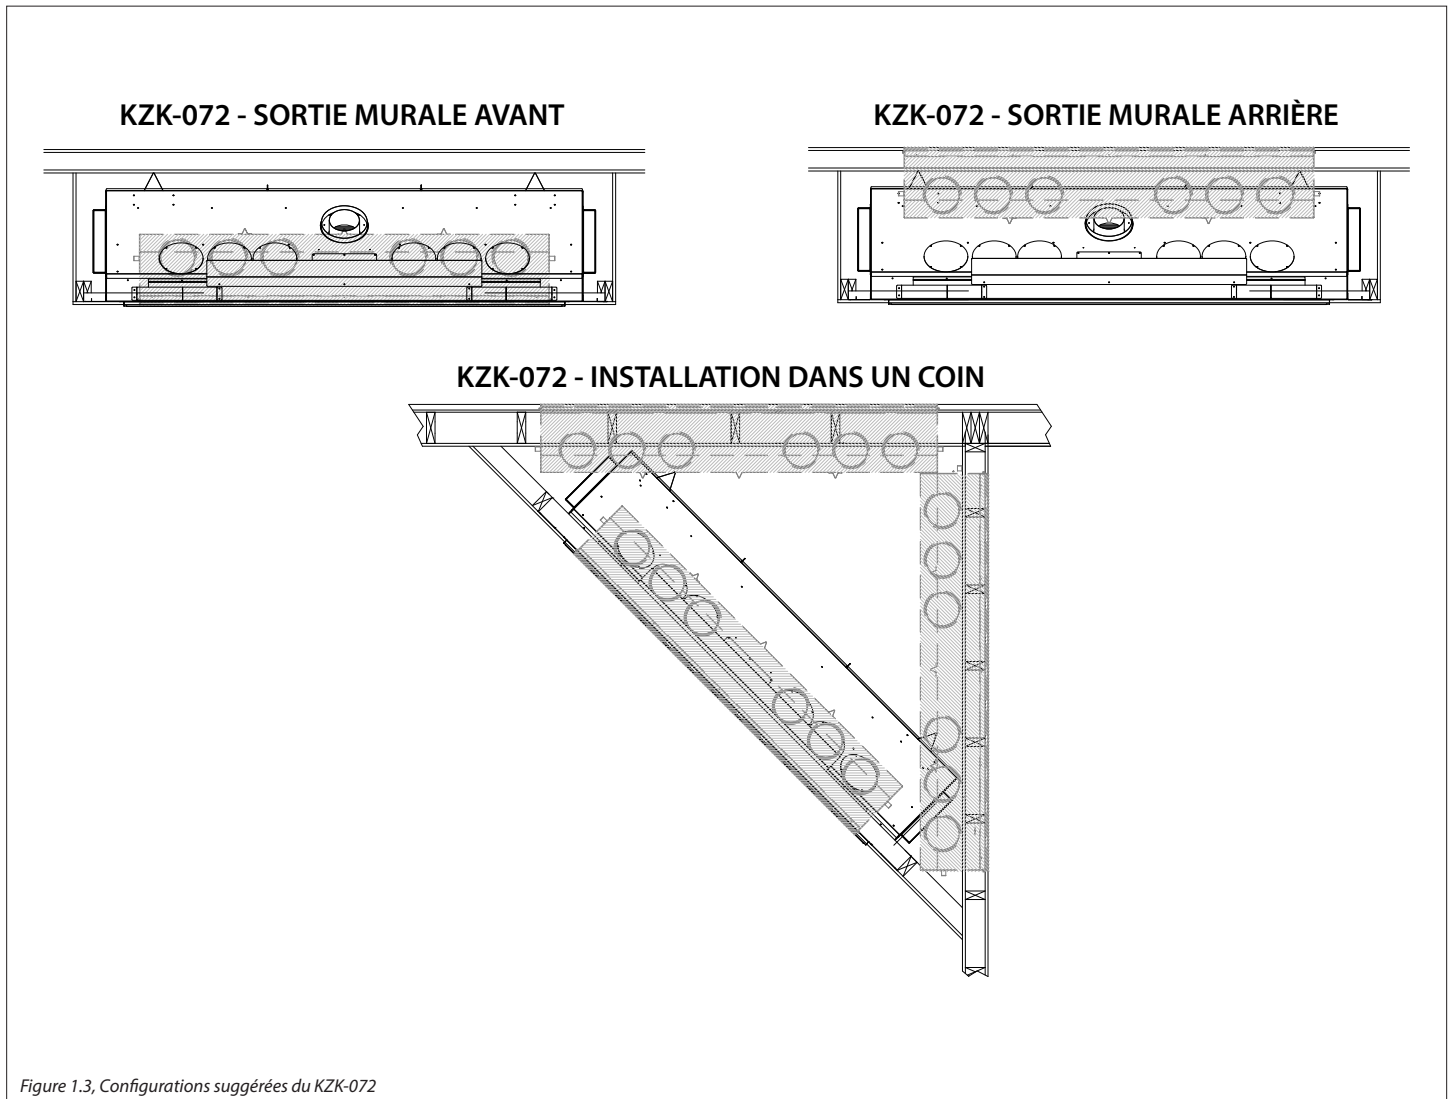 KZK-072 - SORTIE MURALE AVANT
KZK-072 - SORTIE MURALE ARRIÈRE
KZK-072 - INSTALLATION DANS UN COIN
Figure 1.3, Configurations suggérées du KZK-072